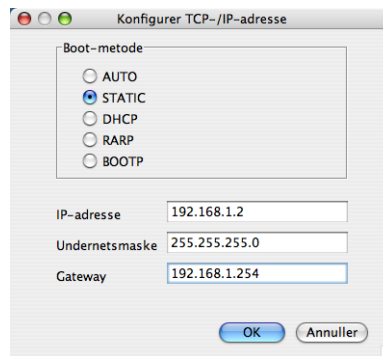 Konfigurer TCP-/IP-adresse
Boot-metode
AUTO
STATIC
DHCP
RARP
BOOTP
IP-adresse 192.168.1.2
Undernetsmaske 255.255.255.0
Gateway 192.168.1.254
OK Annuller